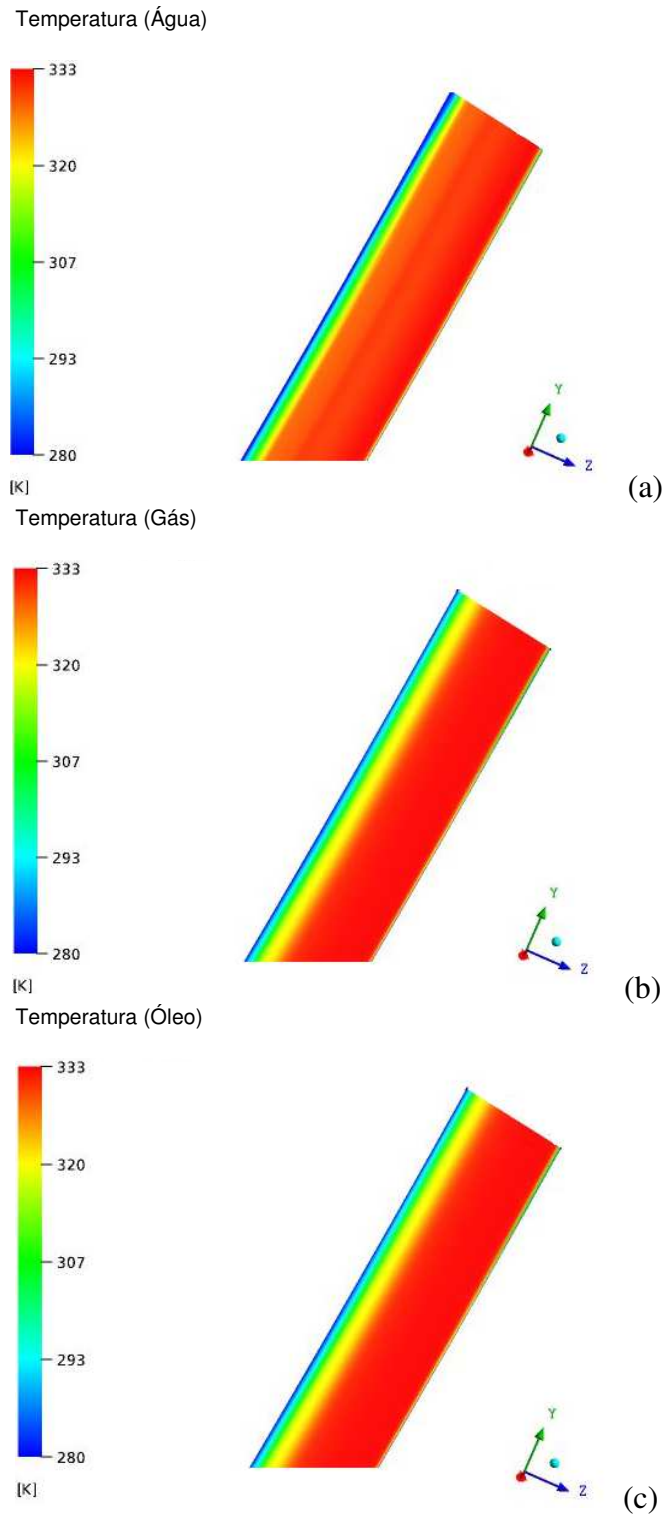 Temperatura (Água)
333
320
307
293
280
[K]
Y
Z
(a)
Temperatura (Gás)
333
320
307
293
280
[K]
Y
Z
(b)
Temperatura (Óleo)
333
320
307
293
280
[K]
Y
Z
(c)